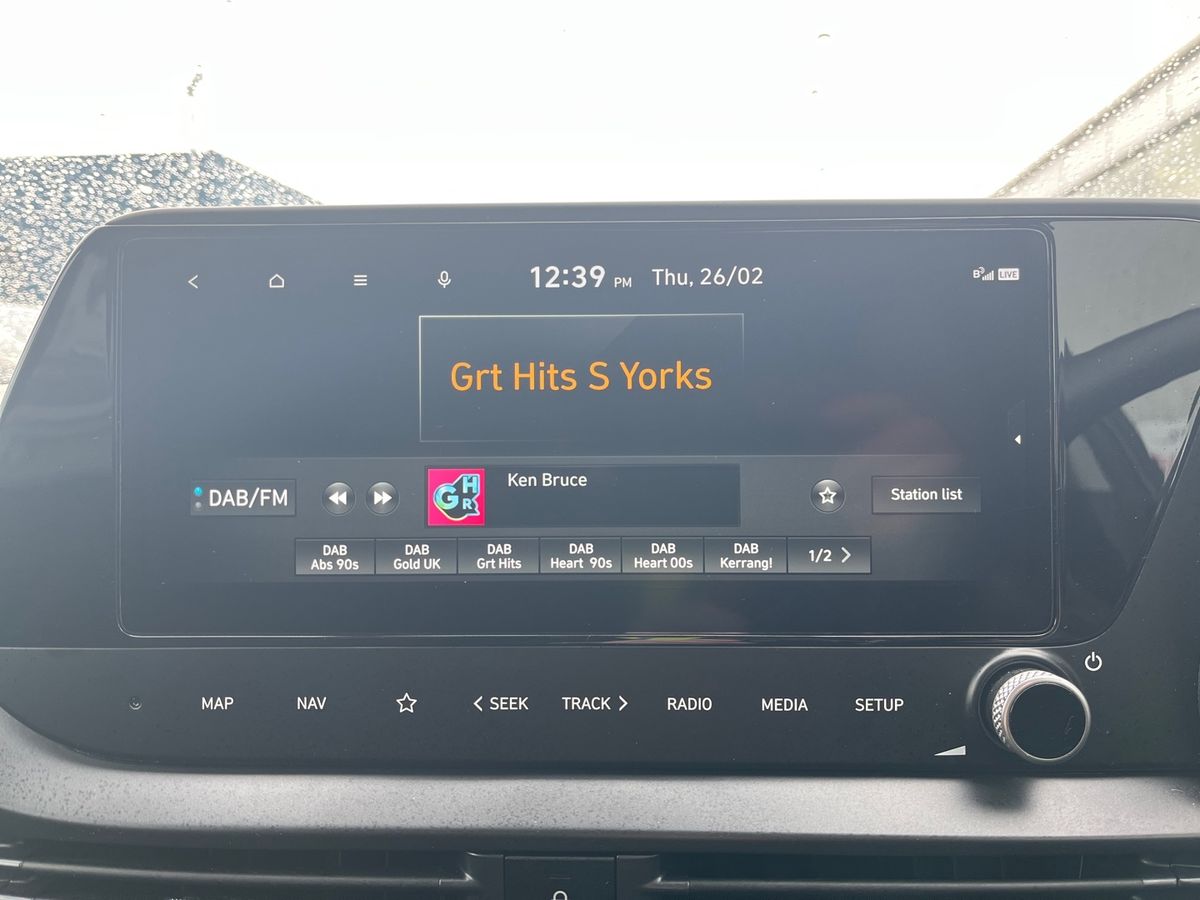 12:39 PM Thu, 26/02
LIVE
Grt Hits S Yorks
DAB/FM
GHR
Ken Bruce
Station list
DAB
Abs 90s
DAB
Gold UK
DAB
Grt Hits
DAB
Heart 90s
DAB
Heart 00s
DAB
Kerrang!
1/2 >
MAP
NAV
< SEEK
TRACK >
RADIO
MEDIA
SETUP